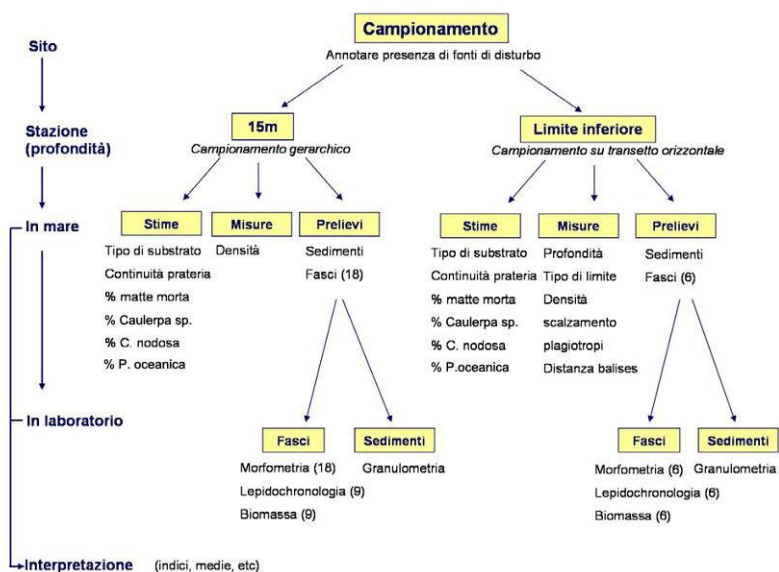 Campionamento
Annotare presenza di fonti di disturbo
Sito
Stazione
(profondità)
15m
Campionamento gerarchico
Limite inferiore
Campionamento su transetto orizzontale
In mare
Stime
Tipo di substrato
Continuità prateria
% matte morta
% Caulerpa sp.
% C. nodosa
% P. oceanica
Misure
Densità
Prelievi
Sedimenti
Fasci (18)
Stime
Tipo di substrato
Continuità prateria
% matte morta
% Caulerpa sp.
% C. nodosa
% P.oceanica
Misure
Profondità
Tipo di limite
Densità
scalzamento
plagiotropi
Distanza balises
Prelievi
Sedimenti
Fasci (6)
In laboratorio
Fasci
Morfometria (18)
Lepidochronologia (9)
Biomassa (9)
Sedimenti
Granulometria
Fasci
Morfometria (6)
Lepidochronologia (6)
Biomassa (6)
Sedimenti
Granulometria
Interpretazione (indici, medie, etc)